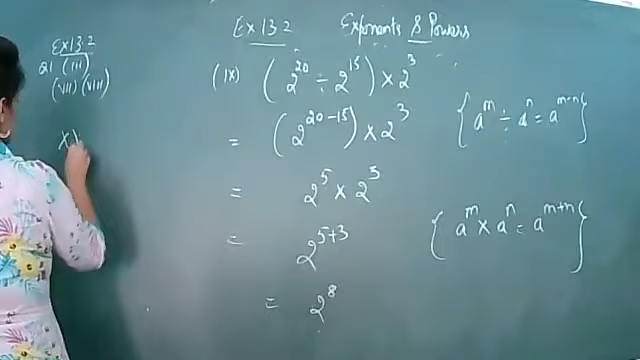 Ex 13.2 Exponents & Powers
Ex 13.2
Q1 (III)
(VII) (VIII)
(IX) (2^20 ÷ 2^15) × 2^3
= (2^20-15) × 2^3
{a^m ÷ a^n = a^m-n}
= 2^5 × 2^3
= 2^5+3
{a^m × a^n = a^m+n}
= 2^8